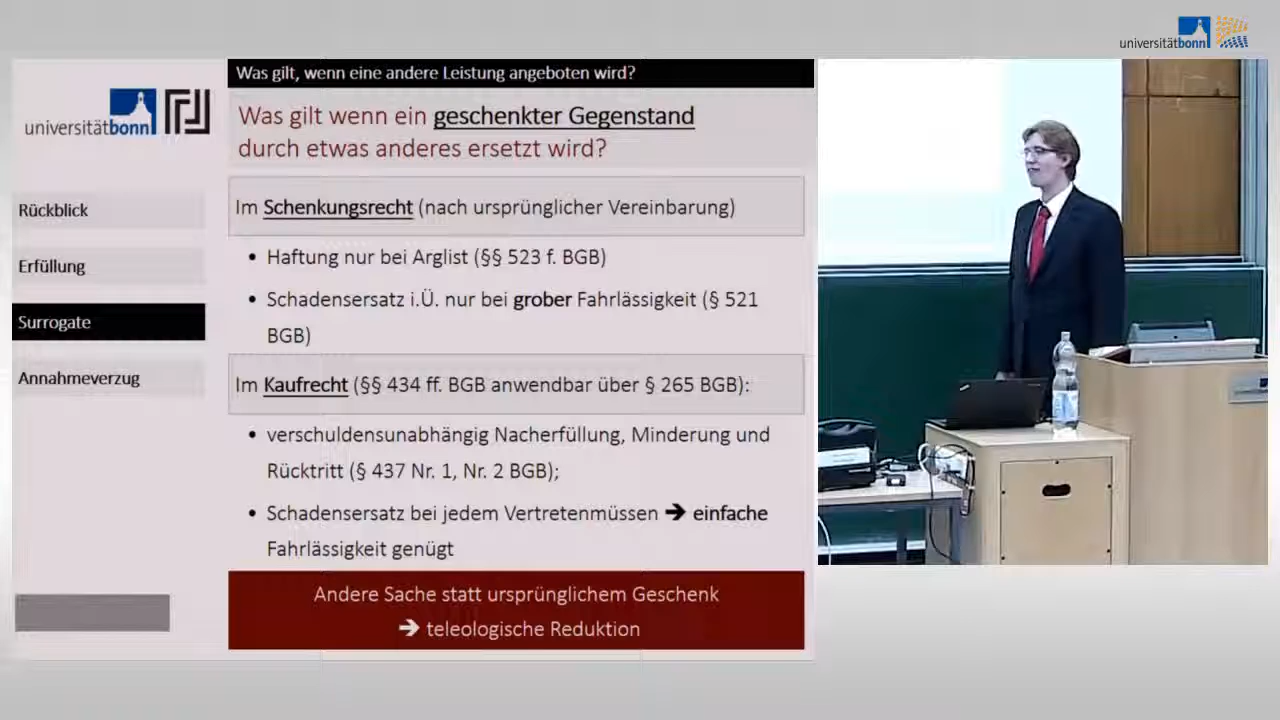 universitätbonn
Was gilt, wenn eine andere Leistung angeboten wird?
universitätbonn
Was gilt wenn ein geschenkter Gegenstand
durch etwas anderes ersetzt wird?
Rückblick
Erfüllung
Surrogate
Annahmeverzug
Im Schenkungsrecht (nach ursprünglicher Vereinbarung)
• Haftung nur bei Arglist (§§ 523 f. BGB)
• Schadensersatz i.Ü. nur bei grober Fahrlässigkeit (§ 521
BGB)
Im Kaufrecht (§§ 434 ff. BGB anwendbar über § 265 BGB):
• verschuldensunabhängig Nacherfüllung, Minderung und
Rücktritt (§ 437 Nr. 1, Nr. 2 BGB);
• Schadensersatz bei jedem Vertretenmüssen ➔ einfache
Fahrlässigkeit genügt
Andere Sache statt ursprünglichem Geschenk
➔ teleologische Reduktion